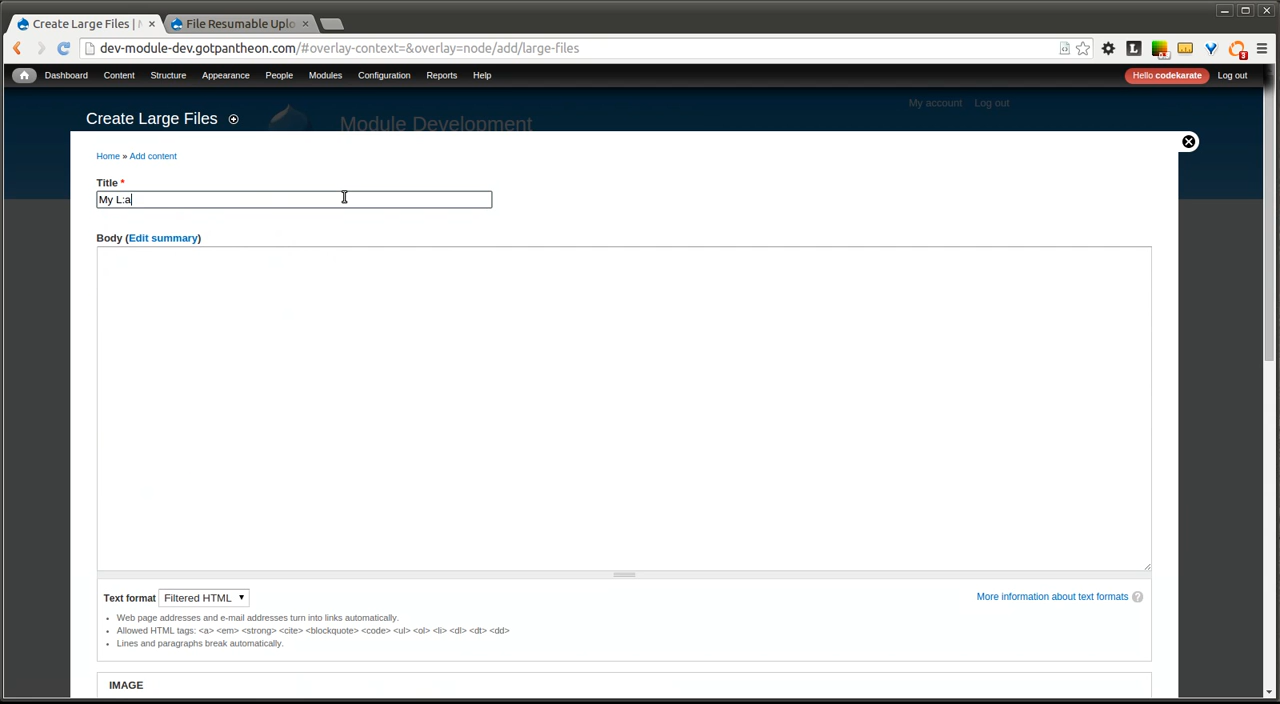 Create Large Files |
File Resumable Uplo
dev-module-dev.gotpantheon.com/#overlay-context=&overlay=node/add/large-files
Dashboard Content Structure Appearance People Modules Configuration Reports Help Hello codekarate Log out
My account Log out
Create Large Files
Module Development
Home » Add content
Title *
My L:a
Body (Edit summary)
Text format Filtered HTML
More information about text formats
Web page addresses and e-mail addresses turn into links automatically.
Allowed HTML tags: <a> <em> <strong> <cite> <blockquote> <code> <ul> <ol> <li> <dl> <dt> <dd>
Lines and paragraphs break automatically.
IMAGE